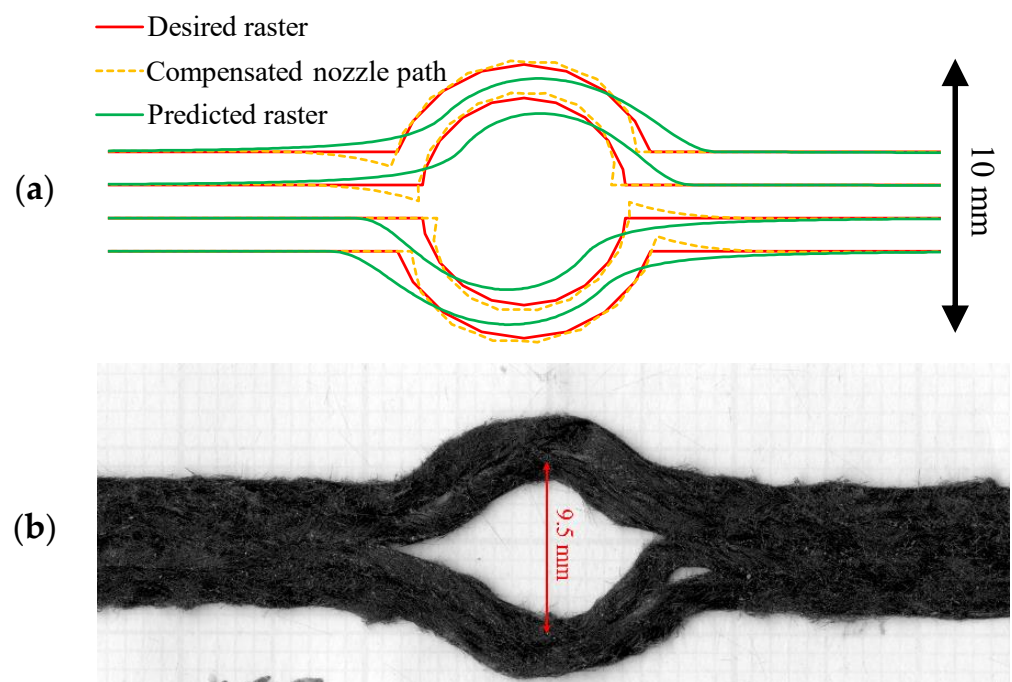 Desired raster
Compensated nozzle path
Predicted raster
(a)
10 mm
(b)
9.5 mm